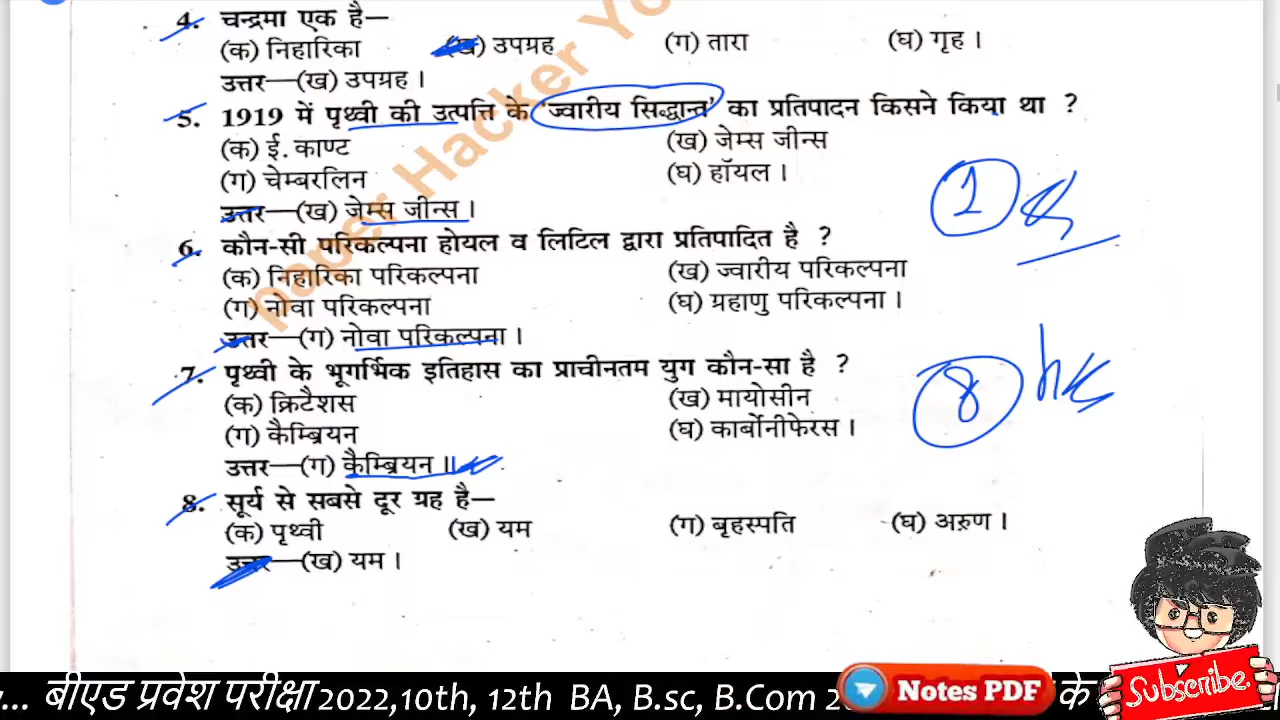 4. चन्द्रमा एक है—
(क) निहारिका (ख) उपग्रह (ग) तारा (घ) गृह ।
उत्तर—(ख) उपग्रह ।
5. 1919 में पृथ्वी की उत्पत्ति के 'ज्वारीय सिद्धान्त' का प्रतिपादन किसने किया था ?
(क) ई. काण्ट (ख) जेम्स जीन्स
(ग) चेम्बरलिन (घ) हॉयल ।
उत्तर—(ख) जेम्स जीन्स ।
6. कौन-सी परिकल्पना होयल व लिटिल द्वारा प्रतिपादित है ?
(क) निहारिका परिकल्पना (ख) ज्वारीय परिकल्पना
(ग) नोवा परिकल्पना (घ) ग्रहाणु परिकल्पना ।
उत्तर—(ग) नोवा परिकल्पना ।
7. पृथ्वी के भूगर्भिक इतिहास का प्राचीनतम युग कौन-सा है ?
(क) क्रिटैशस (ख) मायोसीन
(ग) कैम्ब्रियन (घ) कार्बोनीफेरस ।
उत्तर—(ग) कैम्ब्रियन ॥
8. सूर्य से सबसे दूर ग्रह है—
(क) पृथ्वी (ख) यम (ग) बृहस्पति (घ) अरुण ।
उत्तर—(ख) यम ।
paper Hacker Yo
1
8
... बीएड प्रवेश परीक्षा 2022,10th, 12th BA, B.sc, B.Com 2 के
Notes PDF
Subscribe